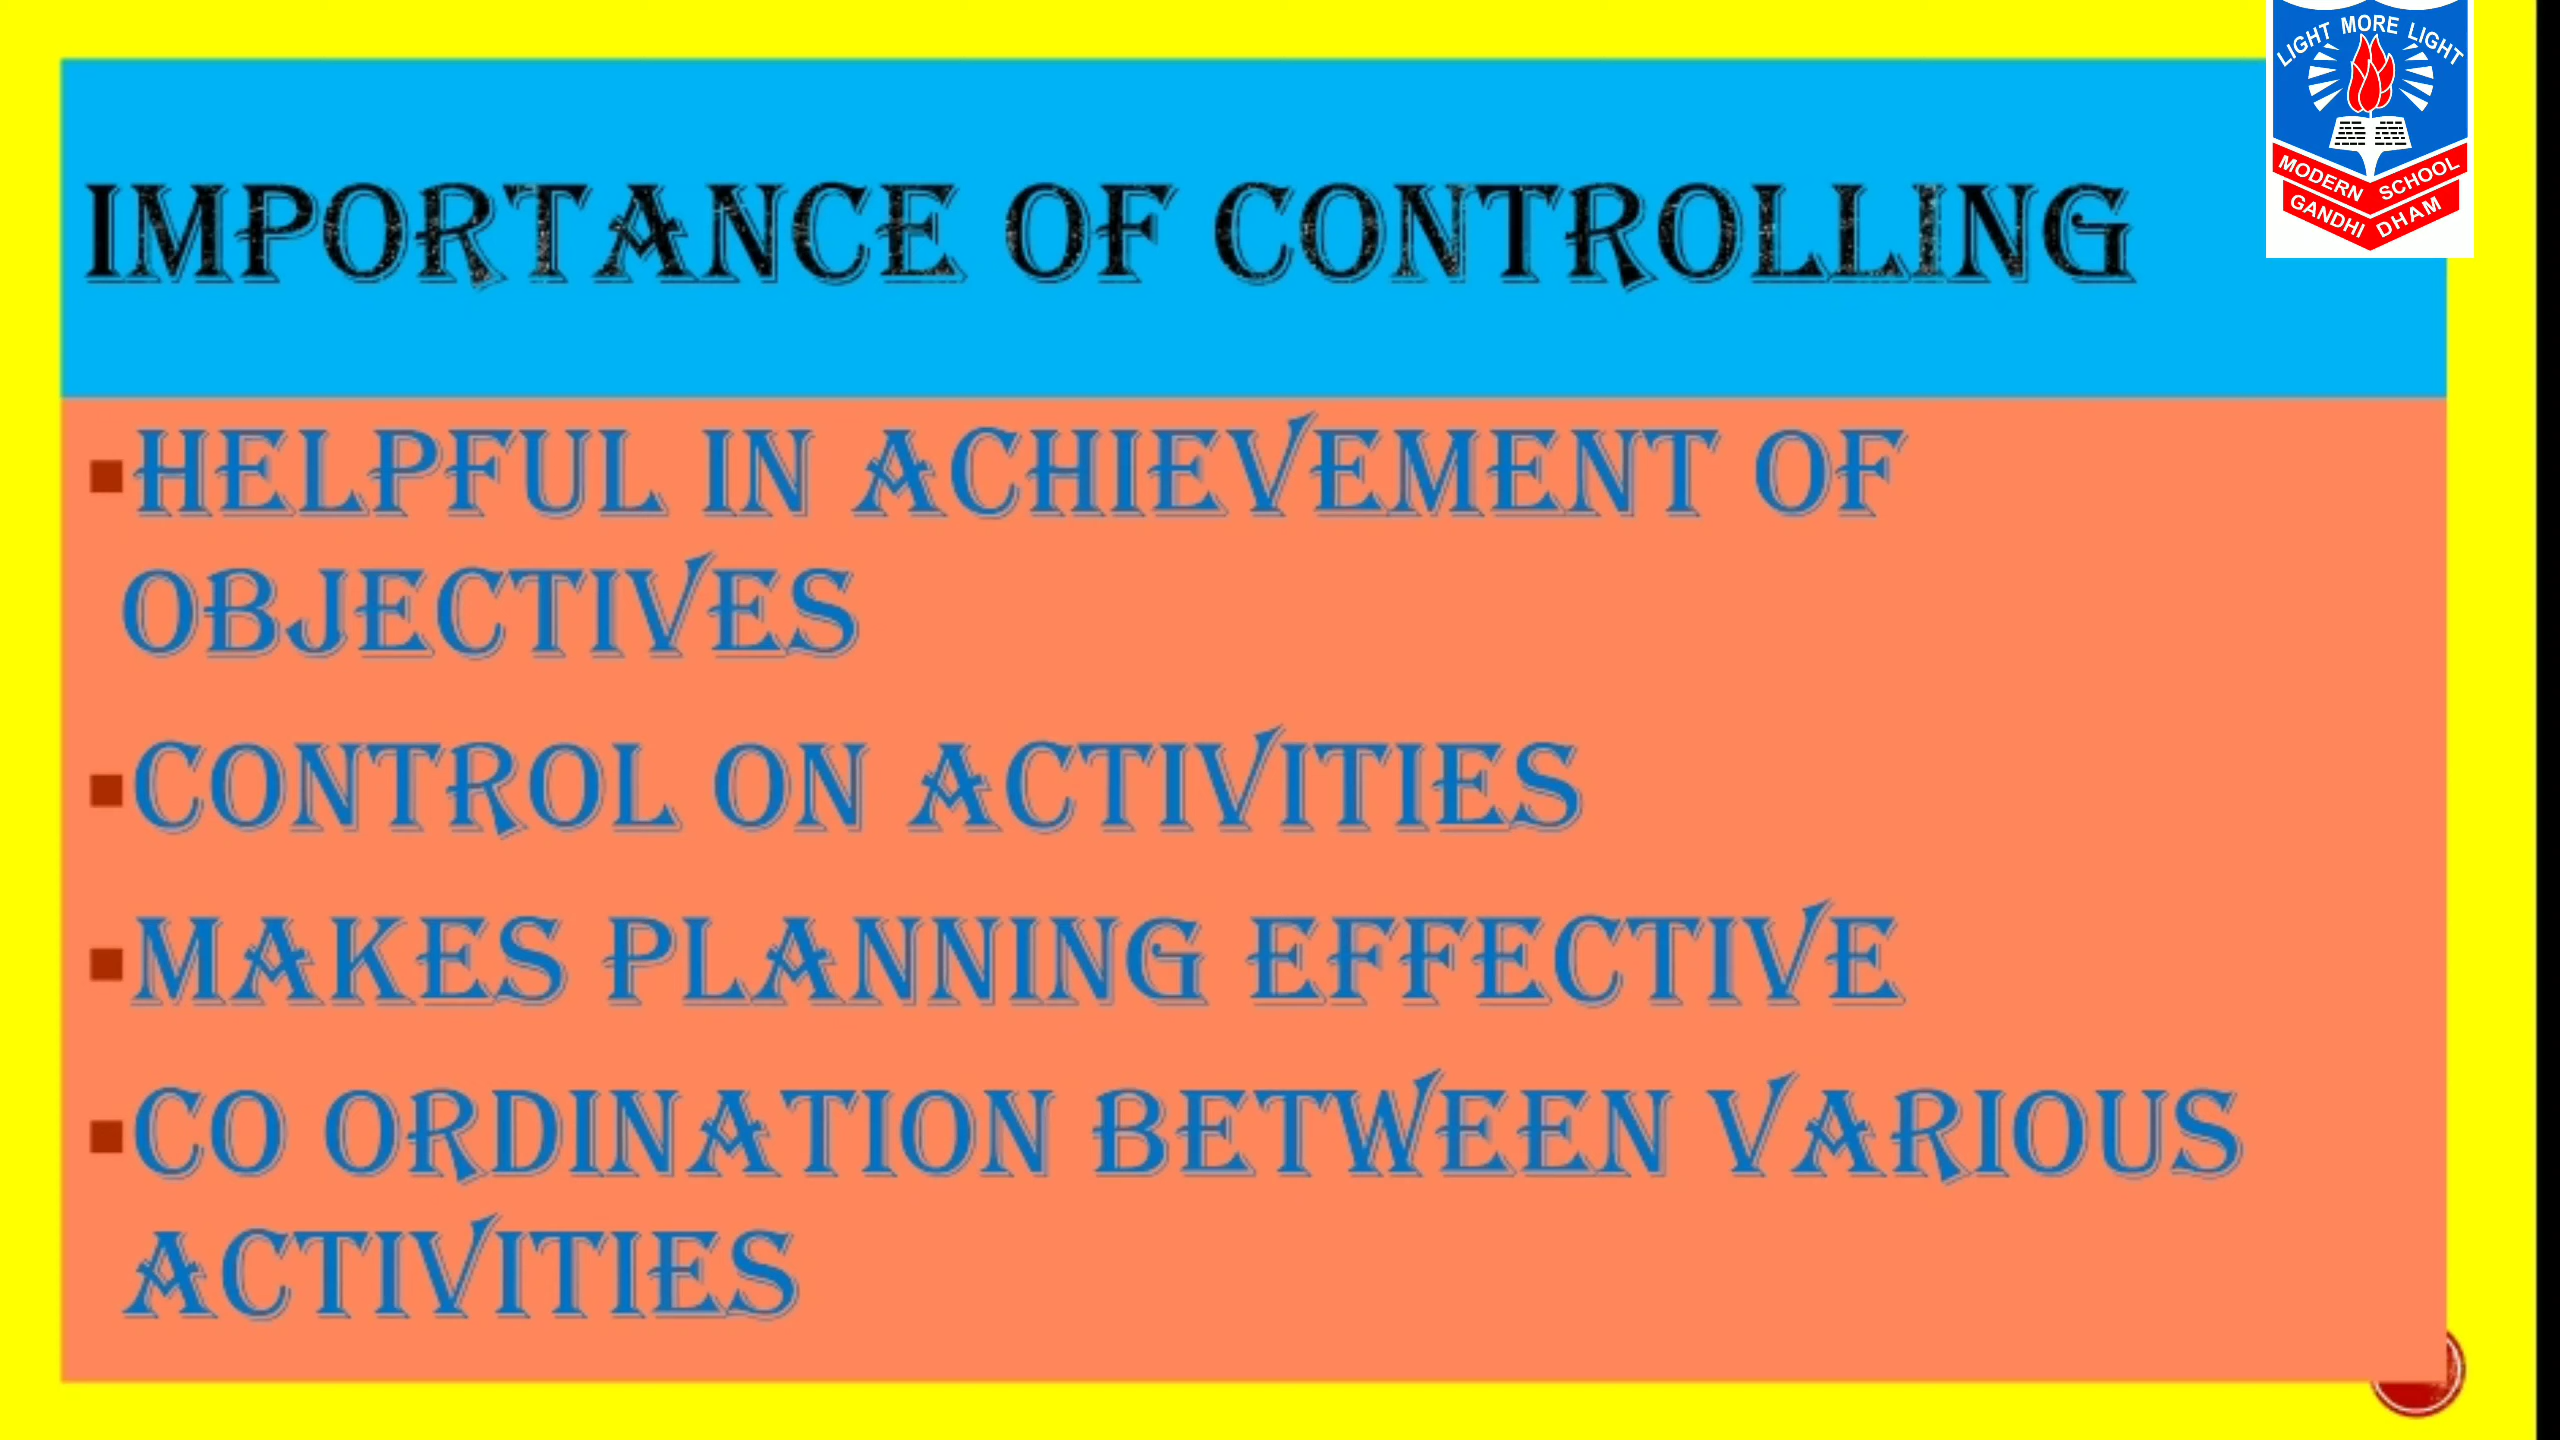 LIGHT MORE LIGHT
MODERN SCHOOL
GANDHI DHAM
IMPORTANCE OF CONTROLLING
▪HELPFUL IN ACHIEVEMENT OF
OBJECTIVES
▪CONTROL ON ACTIVITIES
▪MAKES PLANNING EFFECTIVE
▪CO ORDINATION BETWEEN VARIOUS
ACTIVITIES